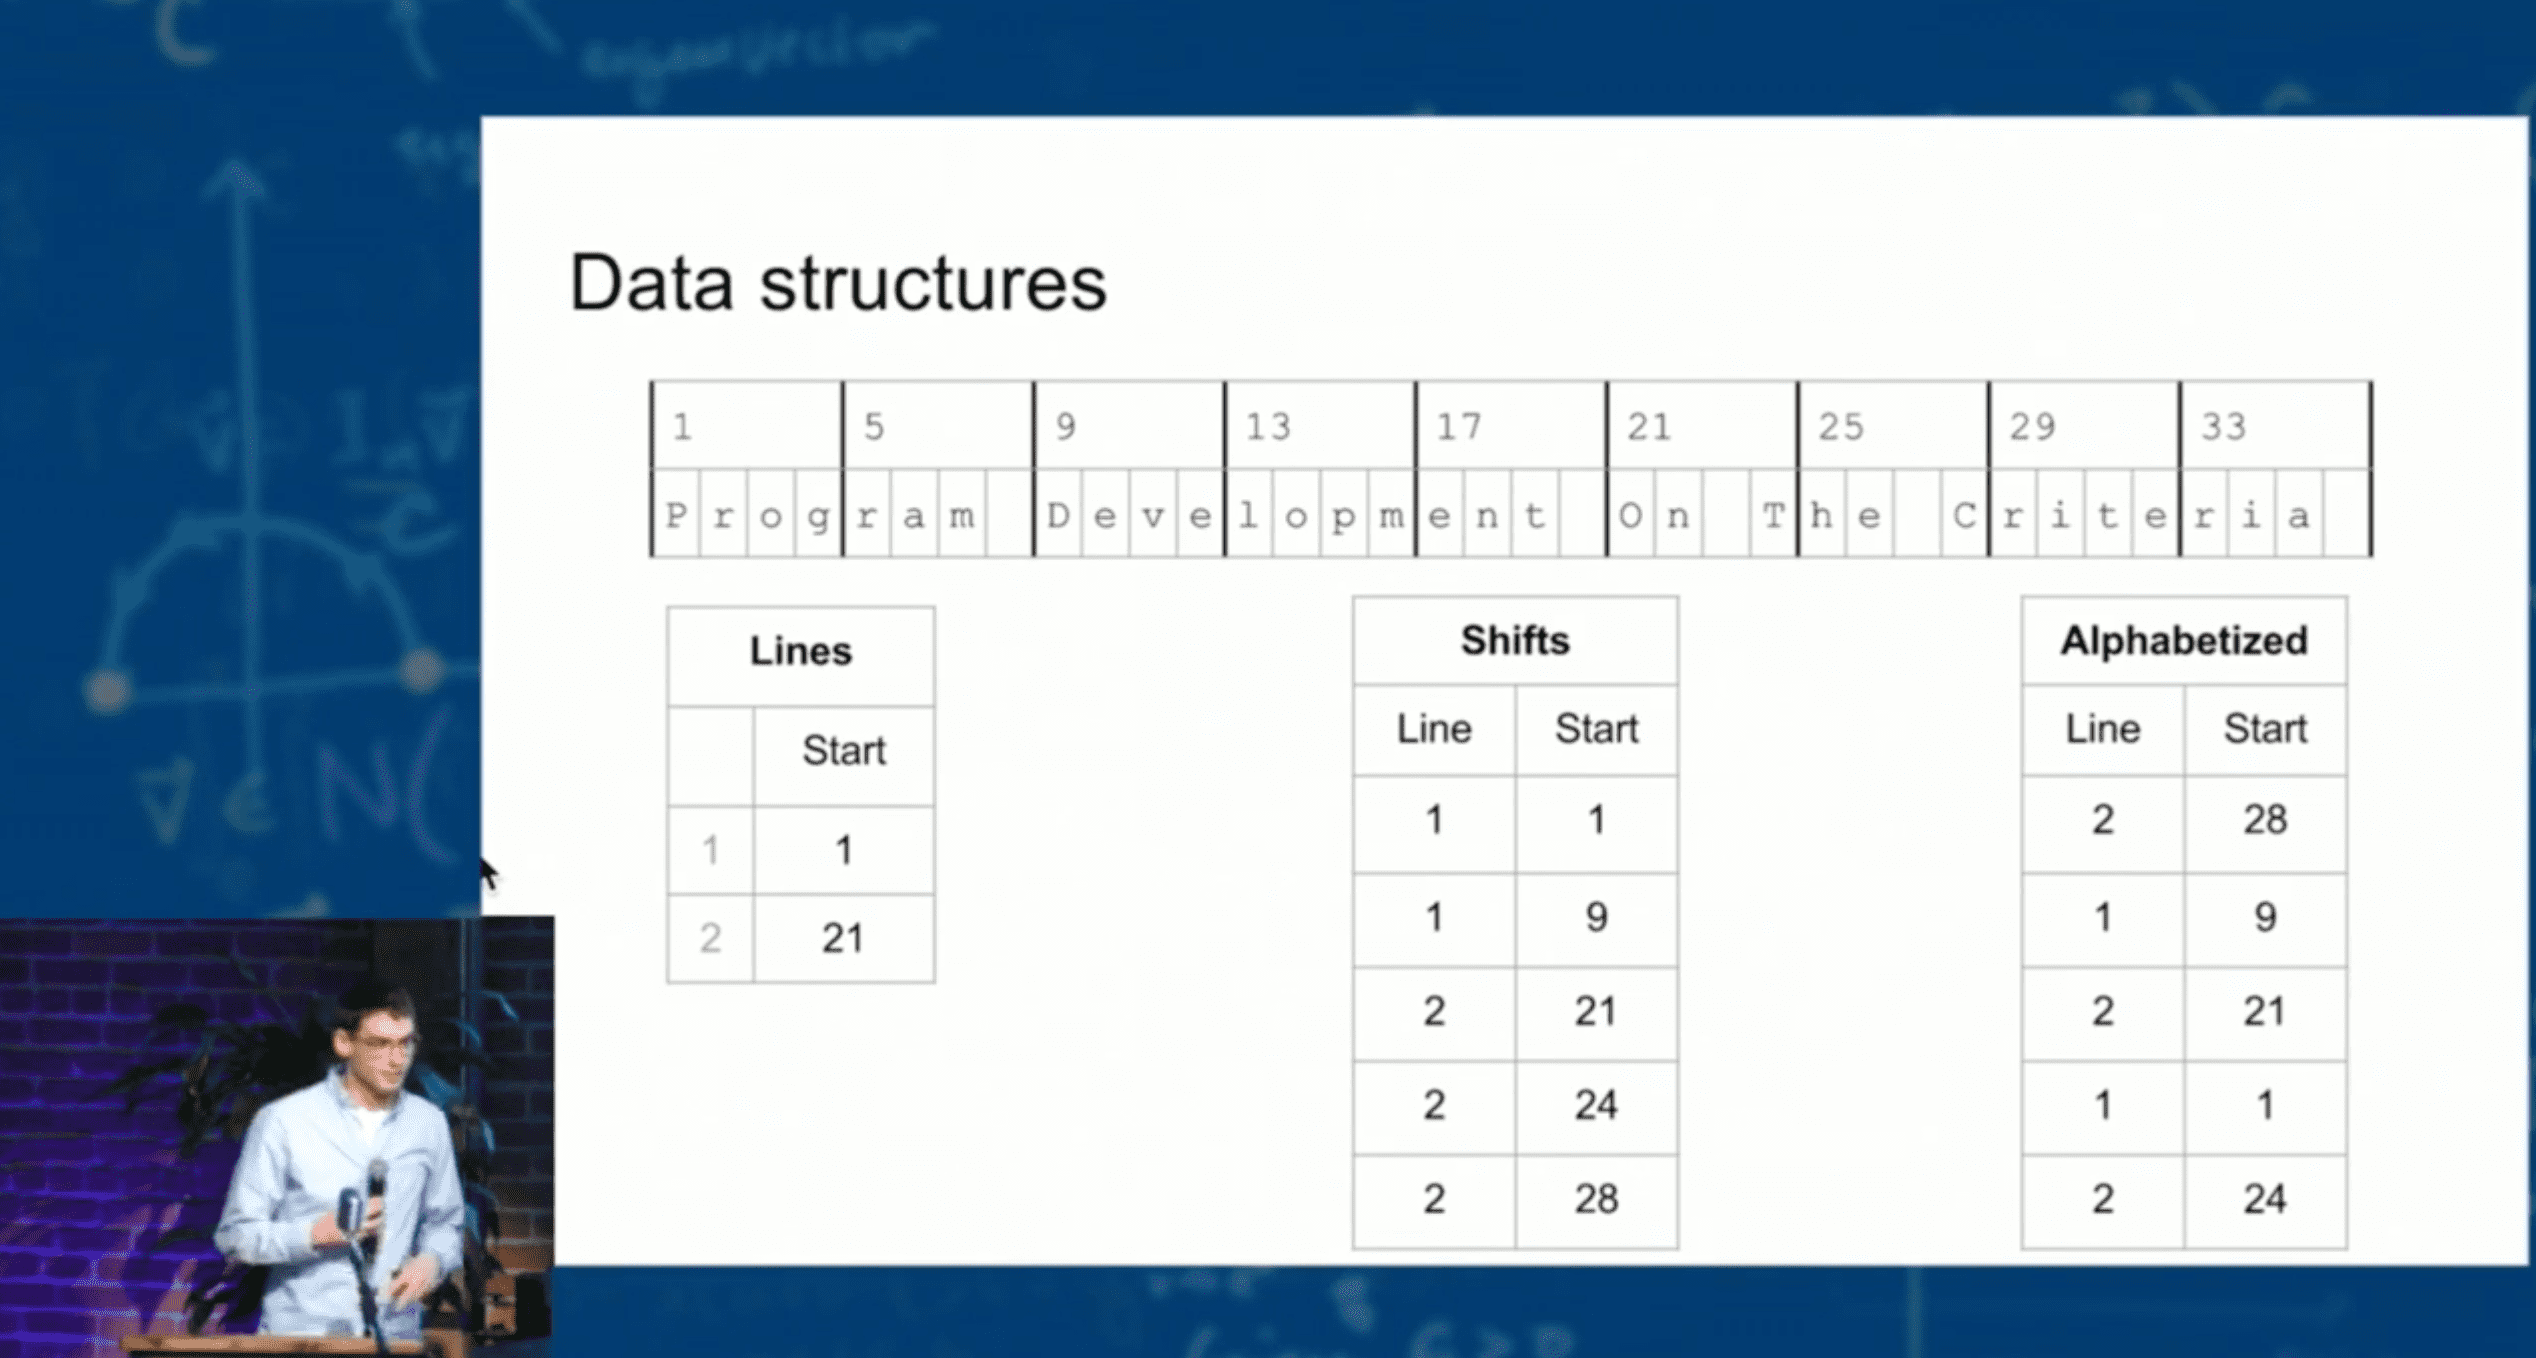 eigenvector
Data structures
1 5 9 13 17 21 25 29 33
P r o g r a m D e v e l o p m e n t O n T h e C r i t e r i a
Lines
Start
1 1
2 21
Shifts
Line Start
1 1
1 9
2 21
2 24
2 28
Alphabetized
Line Start
2 28
1 9
2 21
1 1
2 24